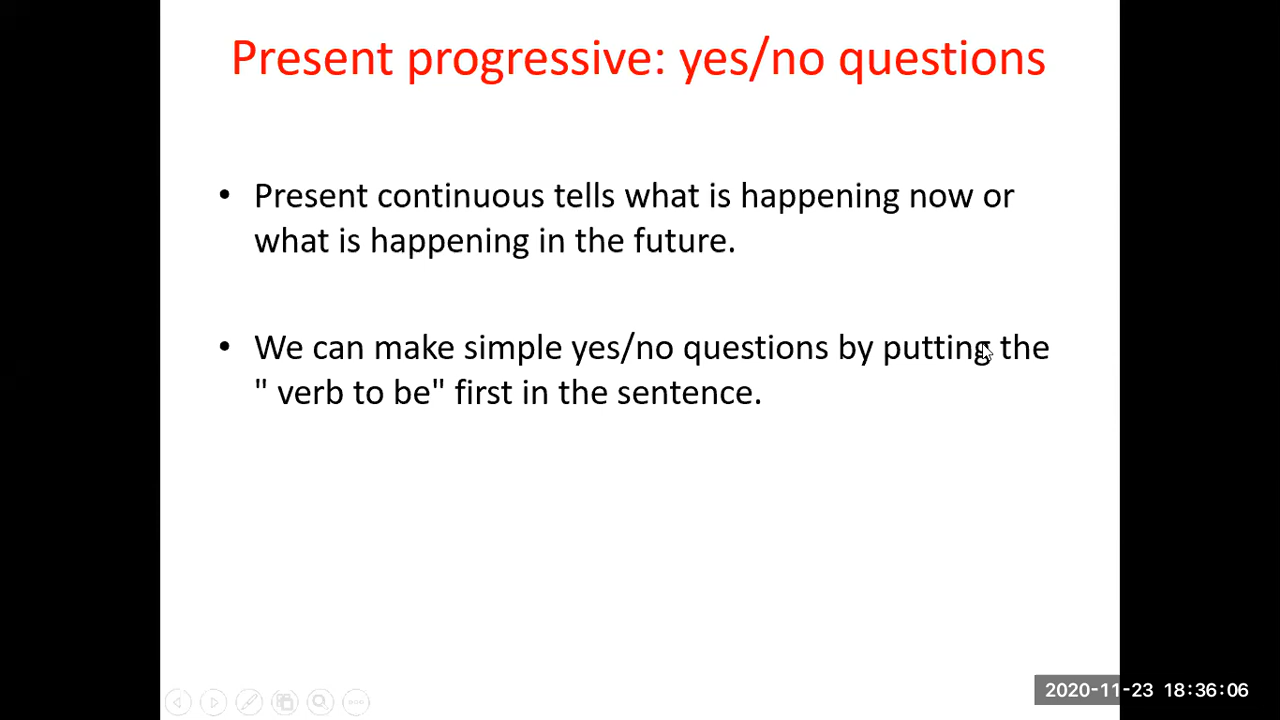 Present progressive: yes/no questions
• Present continuous tells what is happening now or
what is happening in the future.
• We can make simple yes/no questions by putting the
" verb to be" first in the sentence.
2020-11-23 18:36:06